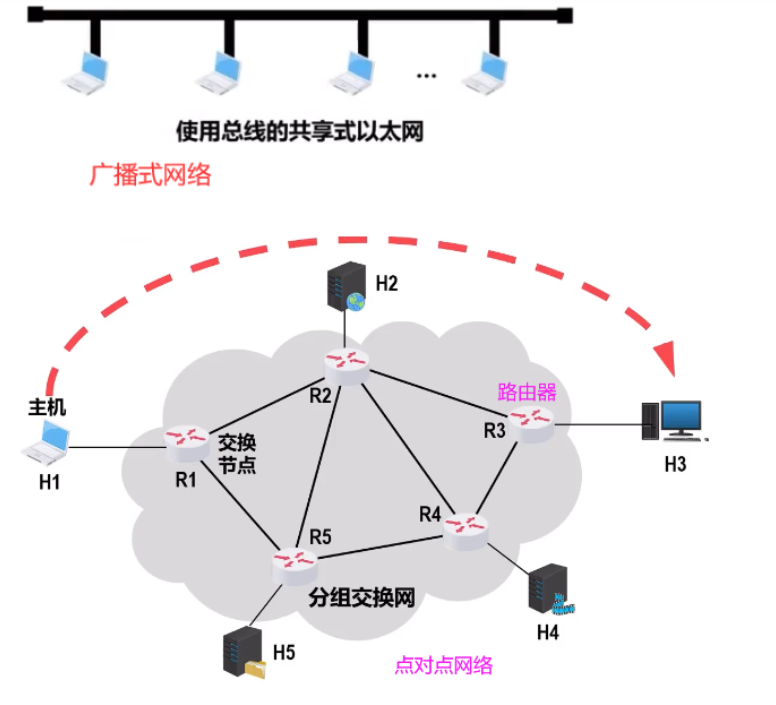 ...
使用总线的共享式以太网
广播式网络
H2
主机
H1
R2
路由器
R3
H3
交换
节点
R1
R4
R5
分组交换网
H4
H5
点对点网络